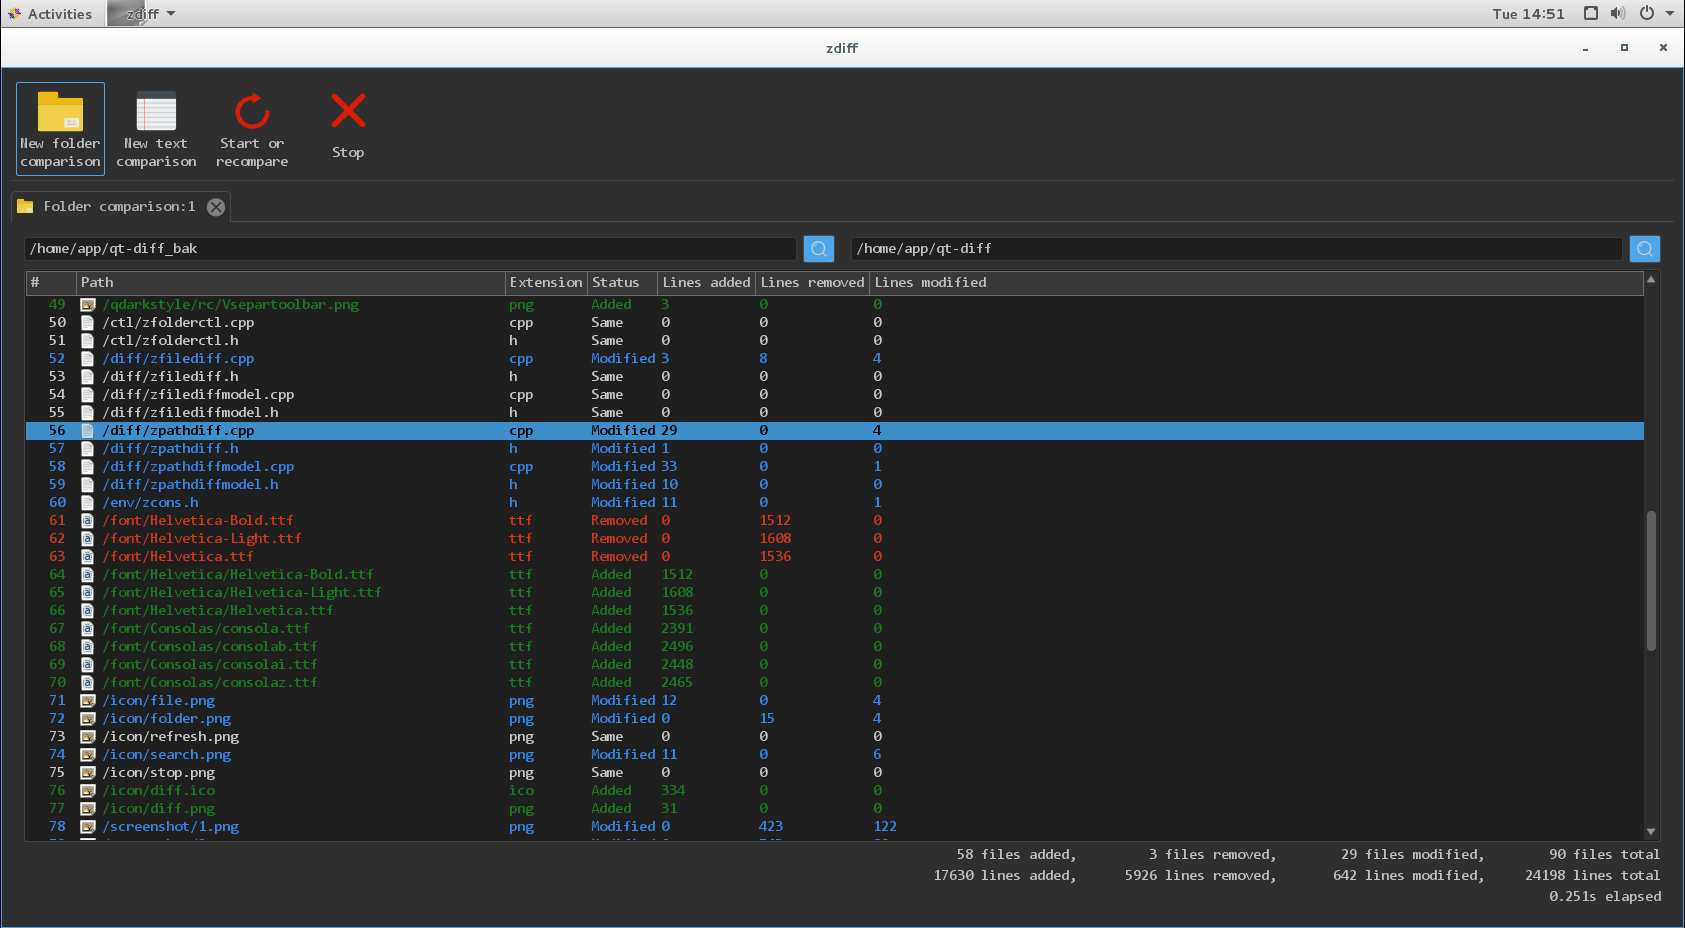 Activities zdiff Tue 14:51
zdiff
New folder comparison
New text comparison
Start or recompare
Stop
Folder comparison:1
/home/app/qt-diff_bak /home/app/qt-diff
# Path Extension Status Lines added Lines removed Lines modified
49 /qdarkstyle/rc/Vsepartoolbar.png png Added 3 0 0
50 /ctl/zfolderctl.cpp cpp Same 0 0 0
51 /ctl/zfolderctl.h h Same 0 0 0
52 /diff/zfilediff.cpp cpp Modified 3 8 4
53 /diff/zfilediff.h h Same 0 0 0
54 /diff/zfilediffmodel.cpp cpp Same 0 0 0
55 /diff/zfilediffmodel.h h Same 0 0 0
56 /diff/zpathdiff.cpp cpp Modified 29 0 4
57 /diff/zpathdiff.h h Modified 1 0 0
58 /diff/zpathdiffmodel.cpp cpp Modified 33 0 1
59 /diff/zpathdiffmodel.h h Modified 10 0 0
60 /env/zcons.h h Modified 11 0 1
61 /font/Helvetica-Bold.ttf ttf Removed 0 1512 0
62 /font/Helvetica-Light.ttf ttf Removed 0 1608 0
63 /font/Helvetica.ttf ttf Removed 0 1536 0
64 /font/Helvetica/Helvetica-Bold.ttf ttf Added 1512 0 0
65 /font/Helvetica/Helvetica-Light.ttf ttf Added 1608 0 0
66 /font/Helvetica/Helvetica.ttf ttf Added 1536 0 0
67 /font/Consolas/consola.ttf ttf Added 2391 0 0
68 /font/Consolas/consolab.ttf ttf Added 2496 0 0
69 /font/Consolas/consolai.ttf ttf Added 2448 0 0
70 /font/Consolas/consolaz.ttf ttf Added 2465 0 0
71 /icon/file.png png Modified 12 0 4
72 /icon/folder.png png Modified 0 15 4
73 /icon/refresh.png png Same 0 0 0
74 /icon/search.png png Modified 11 0 6
75 /icon/stop.png png Same 0 0 0
76 /icon/diff.ico ico Added 334 0 0
77 /icon/diff.png png Added 31 0 0
78 /screenshot/1.png png Modified 0 423 122
58 files added, 3 files removed, 29 files modified, 90 files total
17630 lines added, 5926 lines removed, 642 lines modified, 24198 lines total
0.251s elapsed